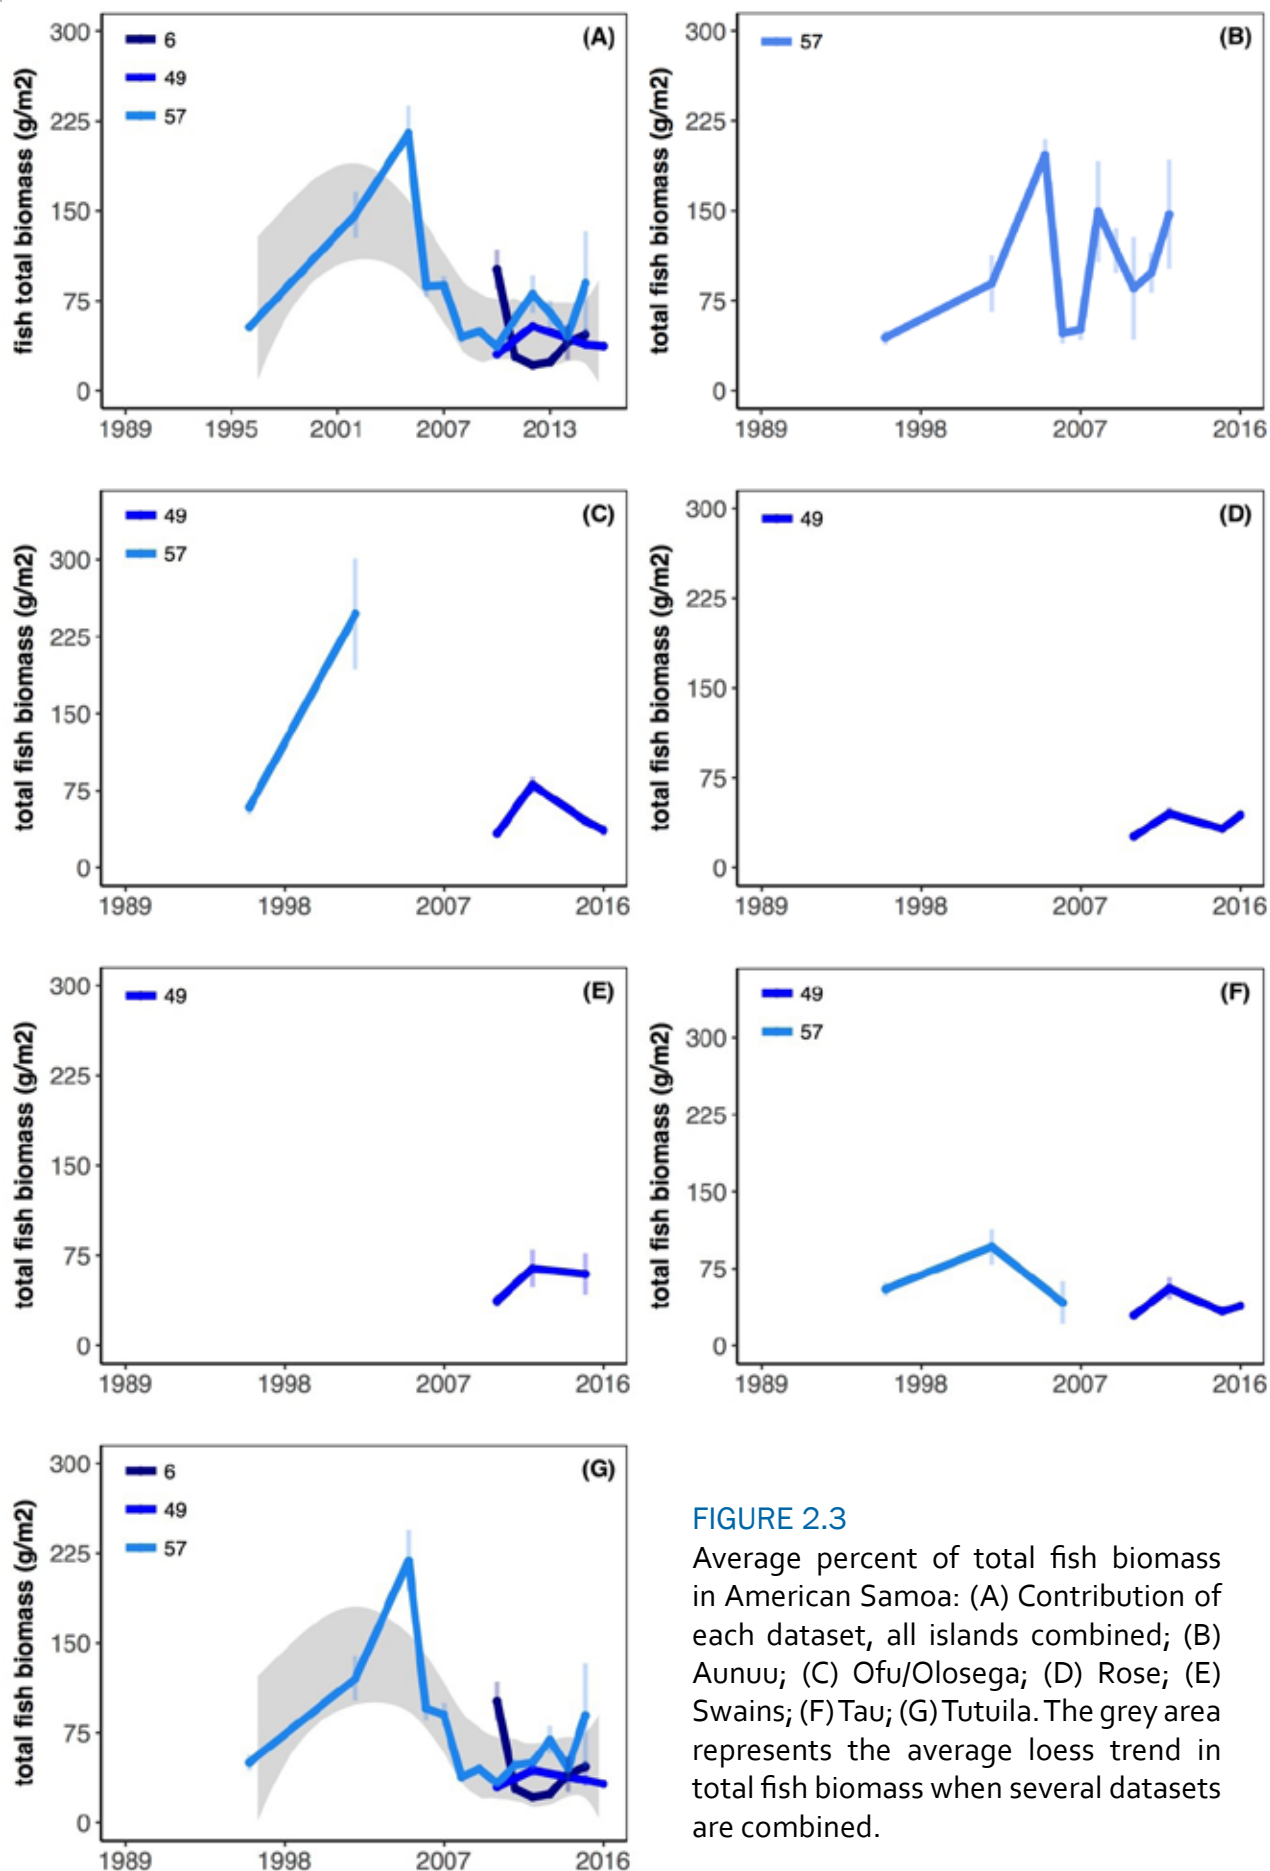 300
225
150
75
0
fish total biomass (g/m2)
6
49
57
(A)
1989 1995 2001 2007 2013
300
225
150
75
0
total fish biomass (g/m2)
57
(B)
1989 1998 2007 2016
300
225
150
75
0
total fish biomass (g/m2)
49
57
(C)
1989 1998 2007 2016
300
225
150
75
0
total fish biomass (g/m2)
49
(D)
1989 1998 2007 2016
300
225
150
75
0
total fish biomass (g/m2)
49
(E)
1989 1998 2007 2016
300
225
150
75
0
total fish biomass (g/m2)
49
57
(F)
1989 1998 2007 2016
300
225
150
75
0
total fish biomass (g/m2)
6
49
57
(G)
1989 1998 2007 2016
FIGURE 2.3
Average percent of total fish biomass
in American Samoa: (A) Contribution of
each dataset, all islands combined; (B)
Aunuu; (C) Ofu/Olosega; (D) Rose; (E)
Swains; (F) Tau; (G) Tutuila. The grey area
represents the average loess trend in
total fish biomass when several datasets
are combined.